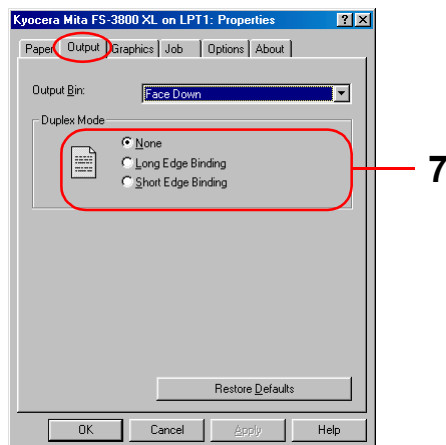 Kyocera Mita FS-3800 XL on LPT1: Properties
Paper Output Graphics Job Options About
Output Bin: Face Down
Duplex Mode
None
Long Edge Binding
Short Edge Binding
7
Restore Defaults
OK Cancel Apply Help